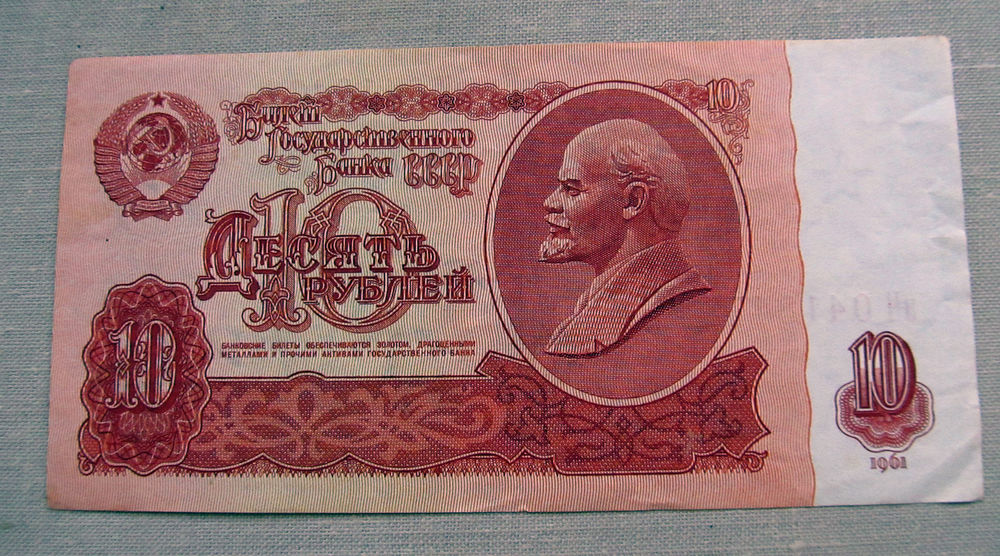 Билет
Государственного
Банка СССР
10
10
Десять
рублей
БАНКОВСКИЕ БИЛЕТЫ ОБЕСПЕЧИВАЮТСЯ ЗОЛОТОМ, ДРАГОЦЕННЫМИ
МЕТАЛЛАМИ И ПРОЧИМИ АКТИВАМИ ГОСУДАРСТВЕННОГО БАНКА
10
10
1961